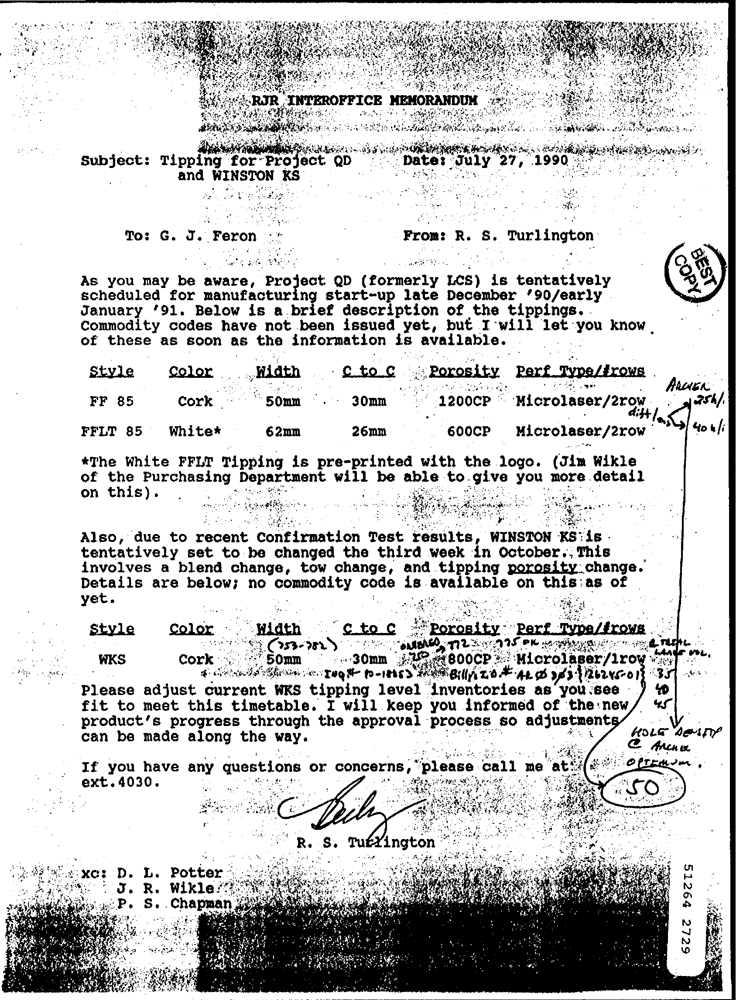 RJR INTEROFFICE MEMORANDUM
Subject: Tipping for Project QD Date: July 27, 1990
and WINSTON KS
To: G. J. Feron From: R. S. Turlington
BEST
COPY
As you may be aware, Project QD (formerly LCS) is tentatively
scheduled for manufacturing start-up late December '90/early
January '91. Below is a brief description of the tippings.
Commodity codes have not been issued yet, but I will let you know
of these as soon as the information is available.
Style Color Width C to C Porosity Perf Type/#rows
ARCHER
FF 85 Cork 50mm 30mm 1200CP Microlaser/2row
FFLT 85 White* 62mm 26mm 600CP Microlaser/2row
*The White FFLT Tipping is pre-printed with the logo. (Jim Wikle
of the Purchasing Department will be able to give you more detail
on this).
Also, due to recent Confirmation Test results, WINSTON KS is
tentatively set to be changed the third week in October. This
involves a blend change, tow change, and tipping porosity change.
Details are below; no commodity code is available on this as of
yet.
Style Color Width C to C Porosity Perf Type/#rows
WKS Cork 50mm 30mm 800CP Microlaser/1row
35
Please adjust current WKS tipping level inventories as you see
40
fit to meet this timetable. I will keep you informed of the new
45
product's progress through the approval process so adjustments
can be made along the way.
HOLE DENSITY
@ ARCHER
OPTIMUM.
If you have any questions or concerns, please call me at
ext.4030.
50
R. S. Turlington
xc: D. L. Potter
J. R. Wikle
P. S. Chapman
51264 2729